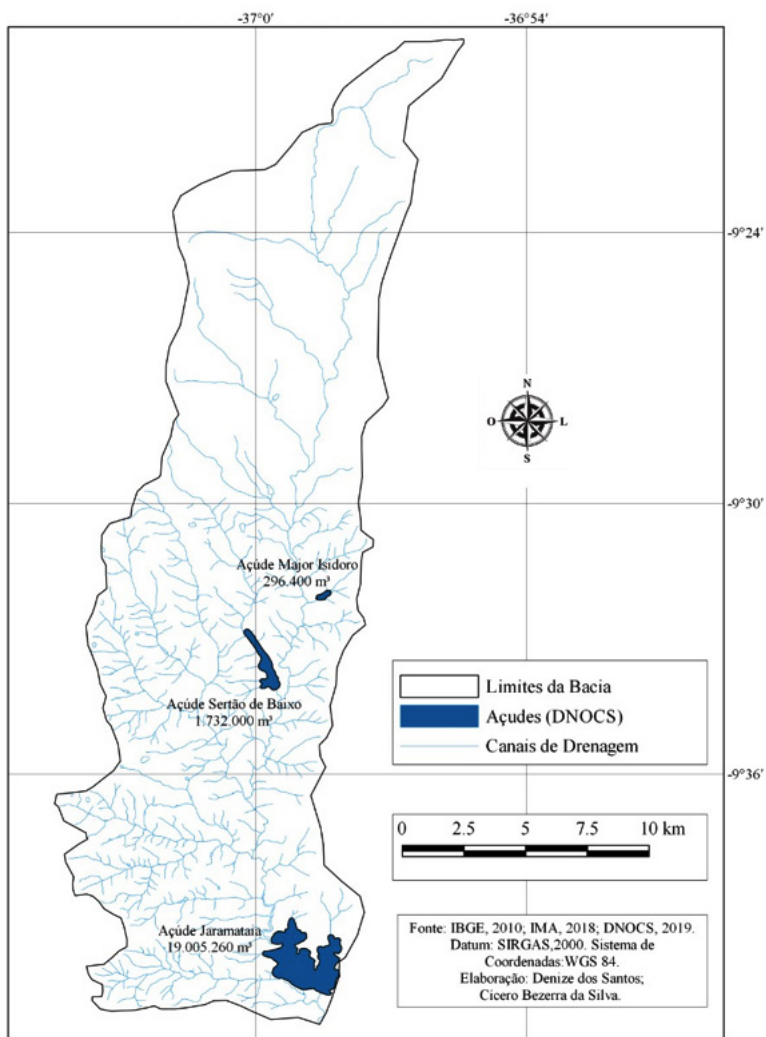 -37°0'
-36°54'
-9°24'
N
O
L
S
-9°30'
Açúde Major Isidoro
296.400 m³
Açúde Sertão de Baixo
1.732.000 m³
Limites da Bacia
Açudes (DNOCS)
Canais de Drenagem
-9°36'
0 2.5 5 7.5 10 km
Açúde Jaramataia
19.005.260 m³
Fonte: IBGE, 2010; IMA, 2018; DNOCS, 2019.
Datum: SIRGAS,2000. Sistema de
Coordenadas:WGS 84.
Elaboração: Denize dos Santos;
Cicero Bezerra da Silva.